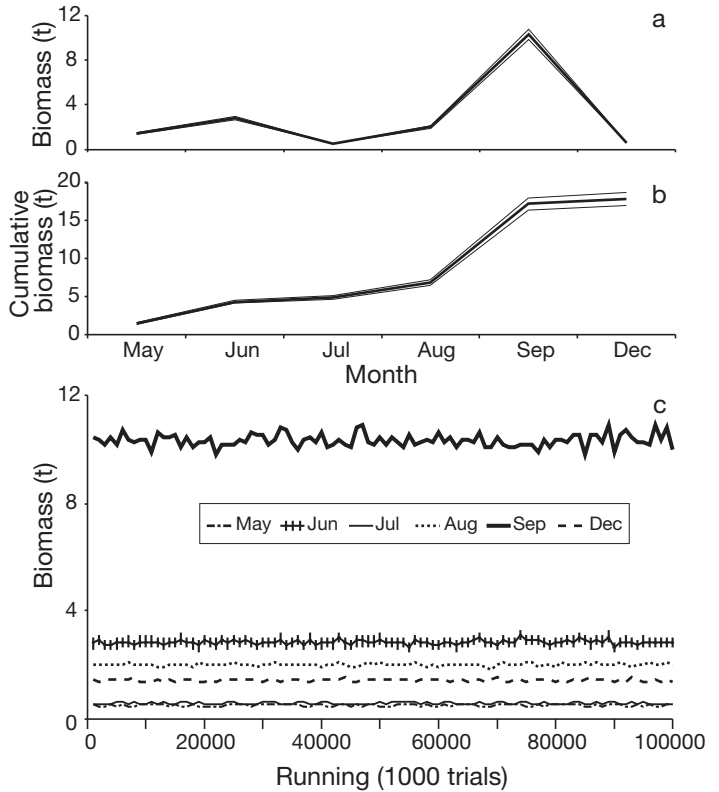 12
a
8
4
0
Biomass (t)
20
b
15
10
5
0
Cumulative
biomass (t)
May Jun Jul Aug Sep Dec
Month
12
c
8
4
0
Biomass (t)
May Jun Jul Aug Sep Dec
0 20000 40000 60000 80000 100000
Running (1000 trials)